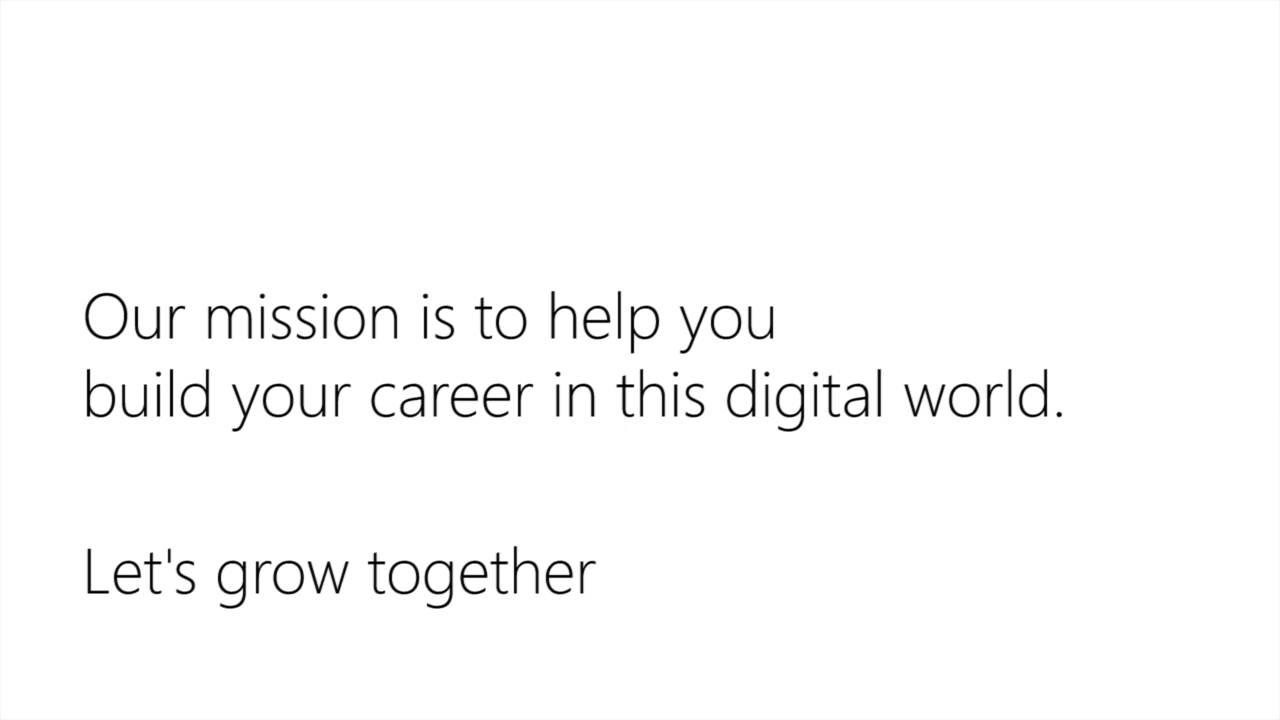 Our mission is to help you
build your career in this digital world.
Let's grow together